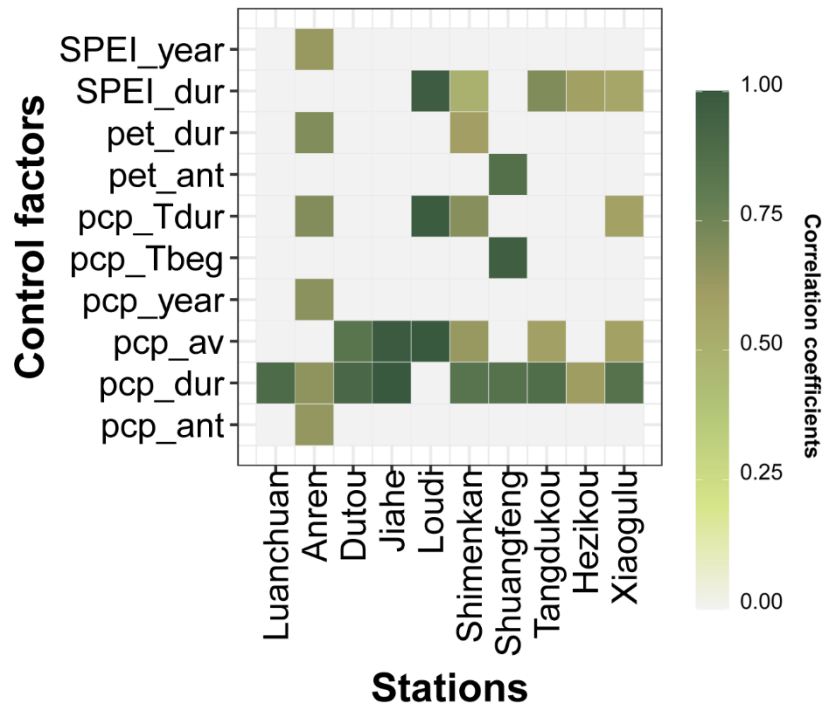 Control factors
SPEI_year
SPEI_dur
pet_dur
pet_ant
pcp_Tdur
pcp_Tbeg
pcp_year
pcp_av
pcp_dur
pcp_ant
Luanchuan
Anren
Dutou
Jiahe
Loudi
Shimenkan
Shuangfeng
Tangdukou
Hezikou
Xiaogulu
Stations
1.00
0.75
0.50
0.25
0.00
Correlation coefficients